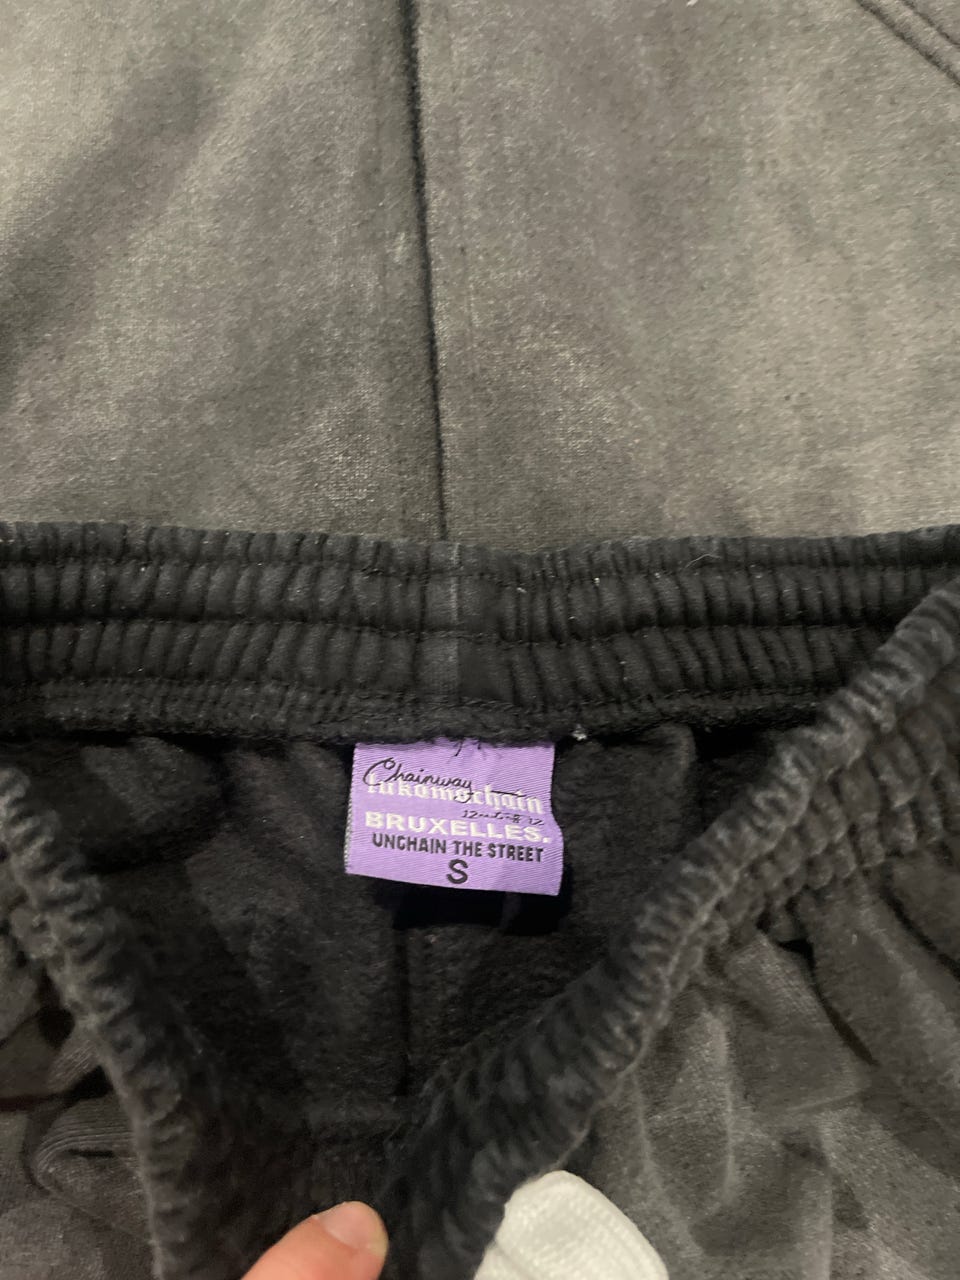 Chainway
BRUXELLES.
UNCHAIN THE STREET
S